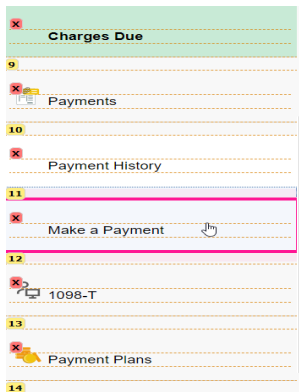 Charges Due
9
Payments
10
Payment History
11
Make a Payment
12
1098-T
13
Payment Plans
14